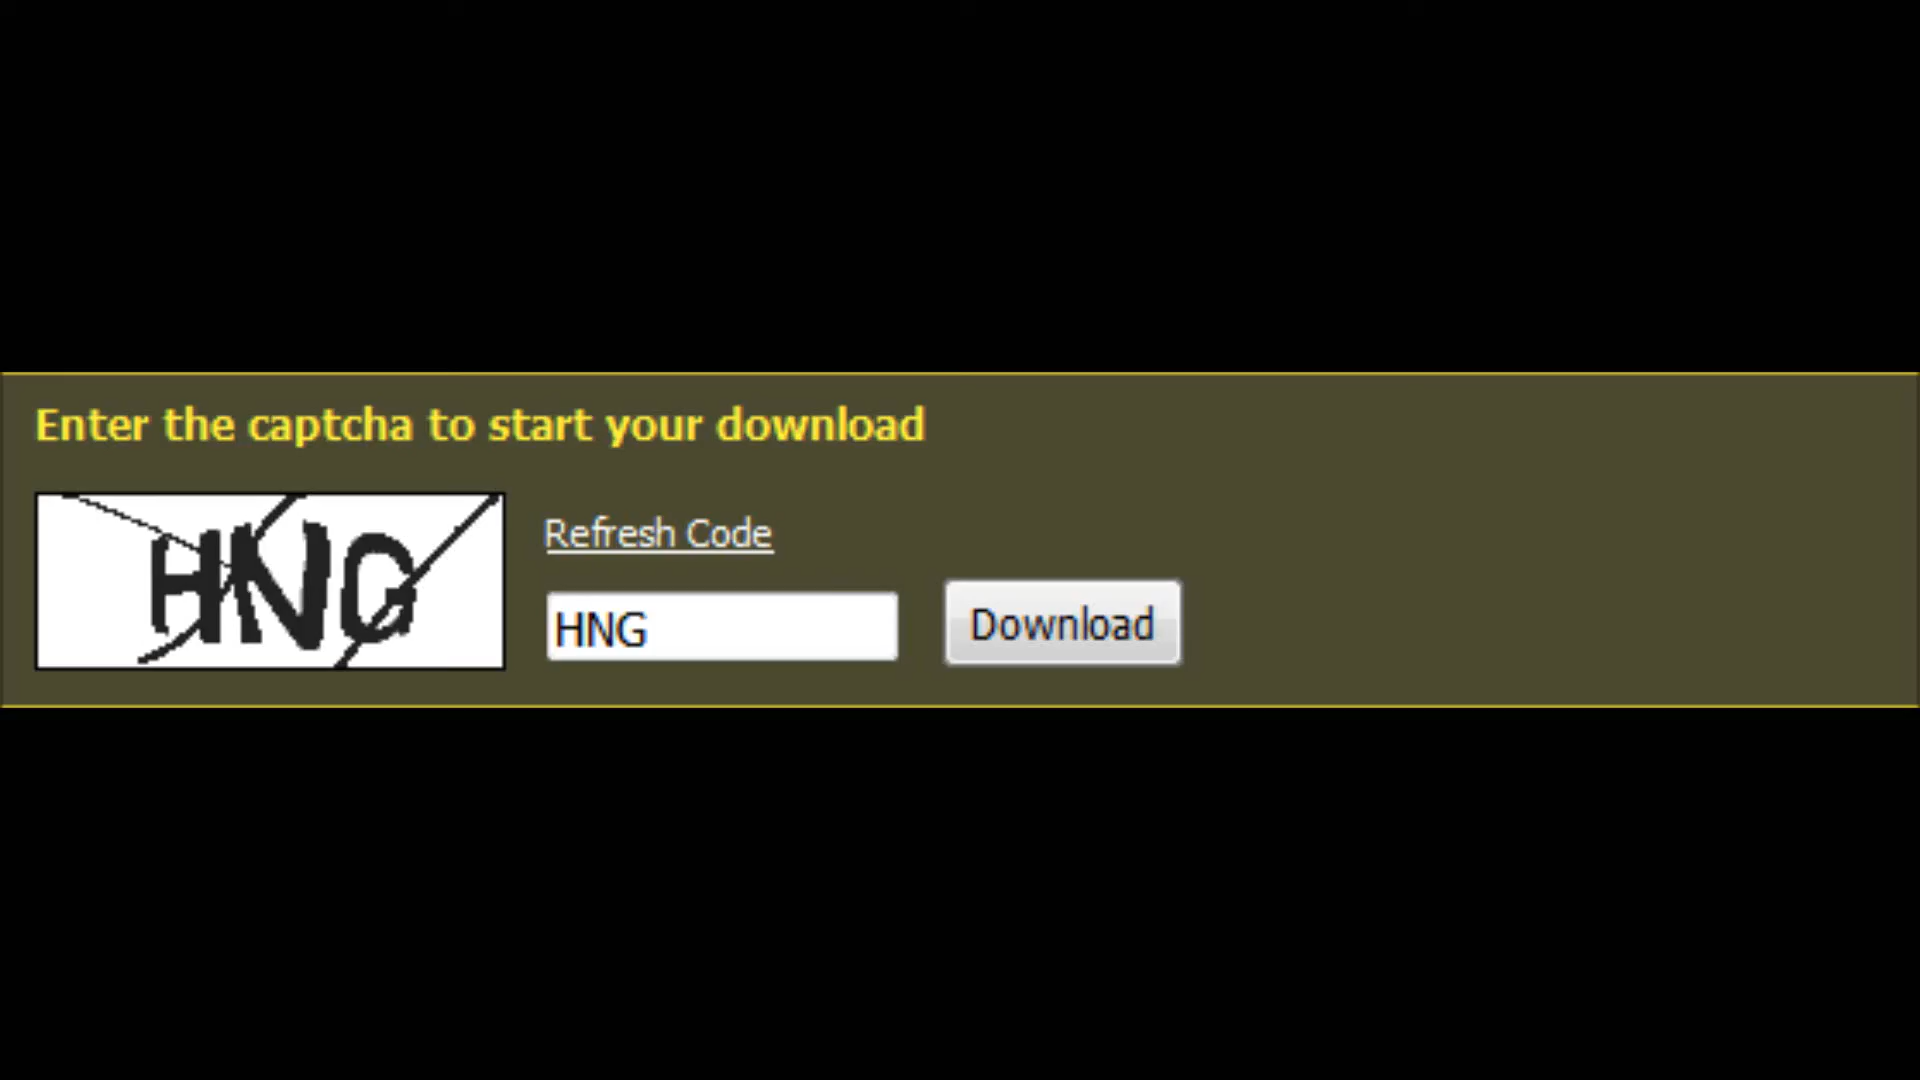 Enter the captcha to start your download
HNG
Refresh Code
HNG
Download